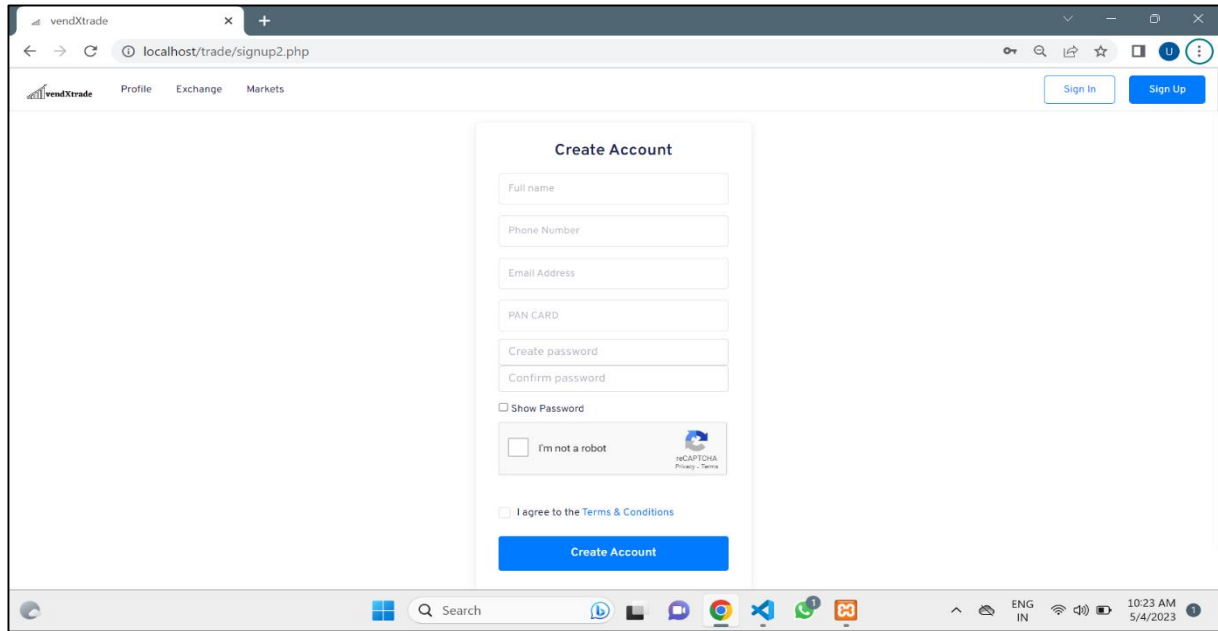 vendXtrade
localhost/trade/signup2.php
U
vendXtrade Profile Exchange Markets Sign In Sign Up
Create Account
Full name
Phone Number
Email Address
PAN CARD
Create password
Confirm password
Show Password
I'm not a robot
reCAPTCHA
Privacy - Terms
I agree to the Terms & Conditions
Create Account
Search
1
ENG
IN
10:23 AM
5/4/2023
1